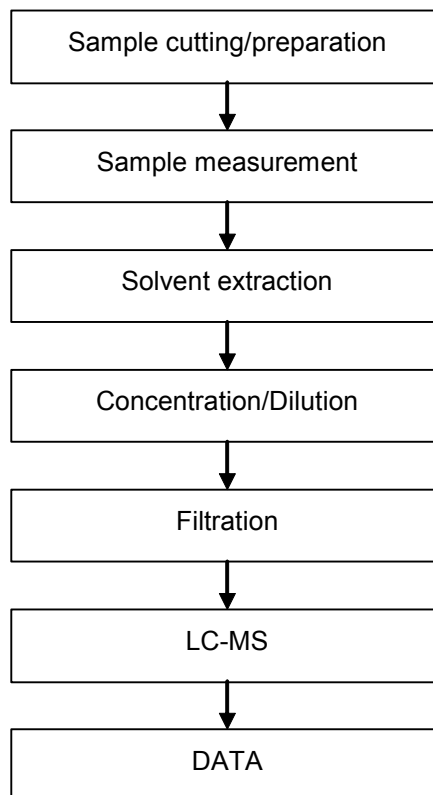 Sample cutting/preparation
Sample measurement
Solvent extraction
Concentration/Dilution
Filtration
LC-MS
DATA